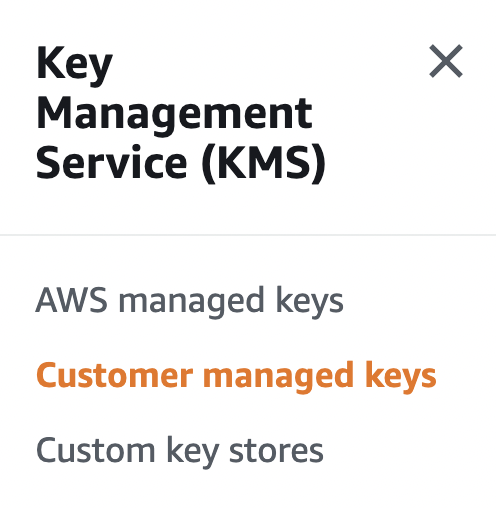 Key
Management
Service (KMS)
AWS managed keys
Customer managed keys
Custom key stores